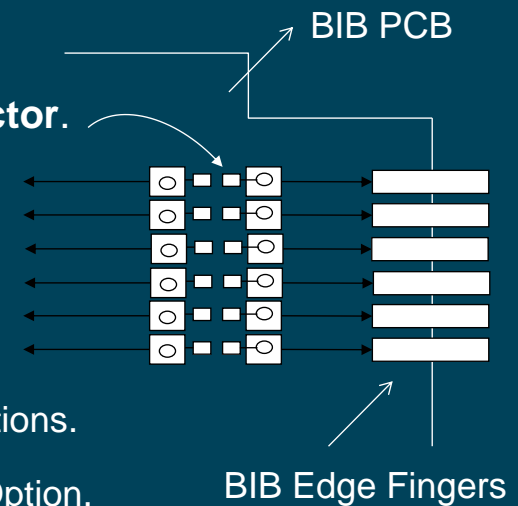 BIB PCB
ctor.
tions.
BIB Edge Fingers
Option.